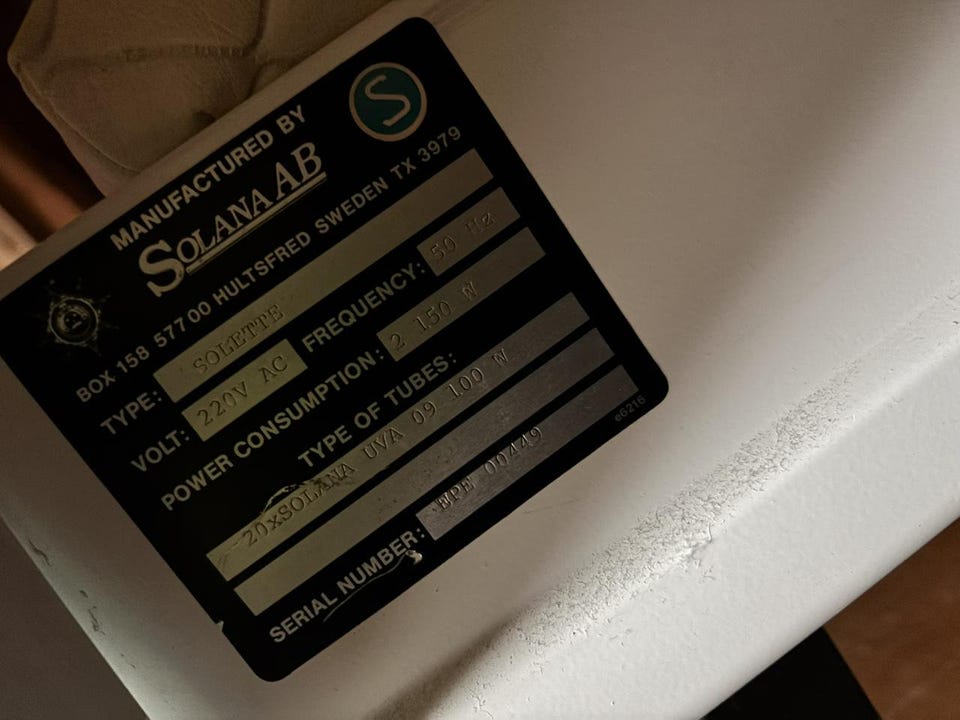 MANUFACTURED BY
S
SOLANA AB
BOX 158 577 00 HULTSFRED SWEDEN TX 3979
TYPE: SOLETTE
VOLT: 220V AC FREQUENCY: 50 Hz
POWER CONSUMPTION: 2 150 W
TYPE OF TUBES:
20xSOLANA UVA 09 100 W
SERIAL NUMBER: EPE 00449
e6216